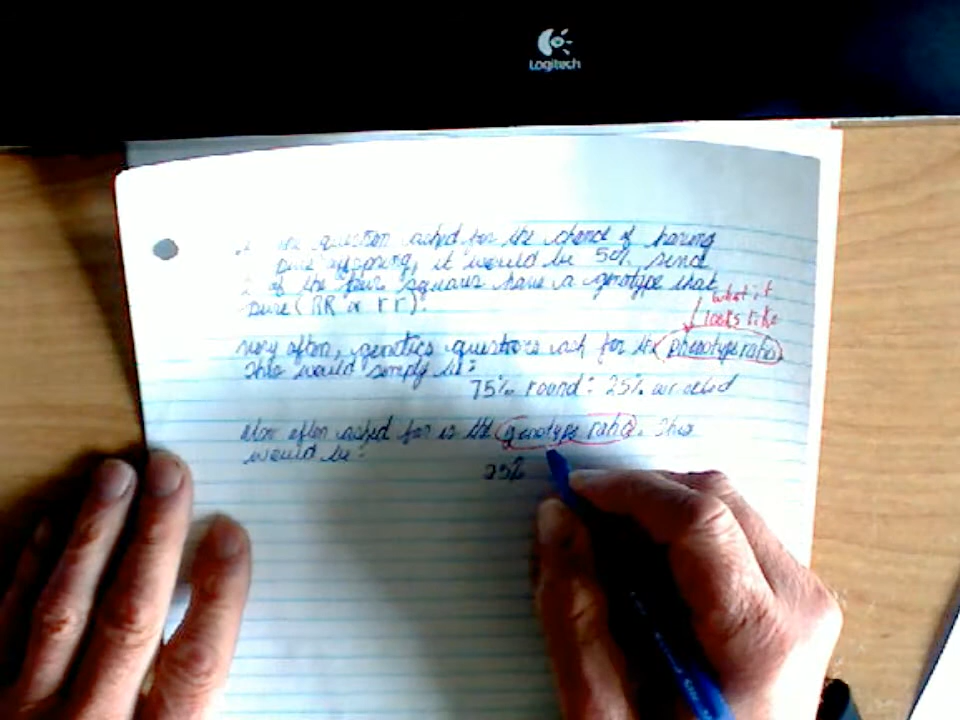 Logitech
the question asked for the chance of having
pure offspring, it would be 50% since
2 of the four squares have a genotype that
pure (RR or rr).
what it
looks like
Very often, genetics questions ask for the phenotype ratio
This would simply be:
75% round : 25% wrinkled
Also often asked for is the genotype ratio. This
would be:
25%